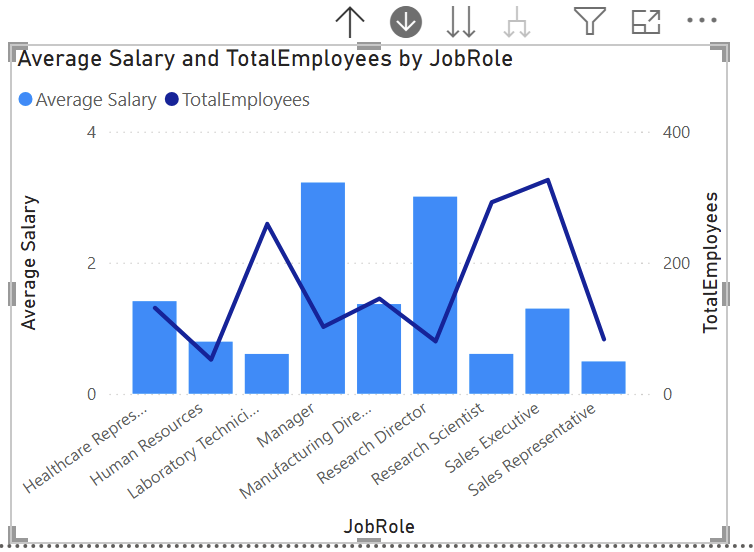 Average Salary and TotalEmployees by JobRole
Average Salary TotalEmployees
4 400
2 200
0 0
Average Salary
TotalEmployees
Healthcare Repres...
Human Resources
Laboratory Technici...
Manager
Manufacturing Dire...
Research Director
Research Scientist
Sales Executive
Sales Representative
JobRole